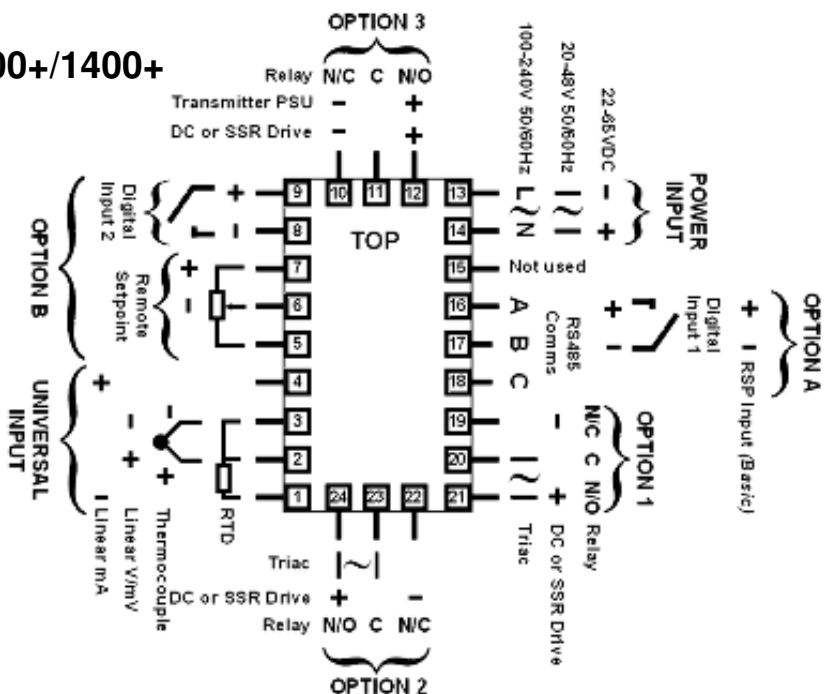 OPTION 3
00+/1400+
Relay N/C C N/O
Transmitter PSU - +
DC or SSR Drive - +
100-240V 50/60Hz
L ~ N
20-48V 50/60Hz
~
22-65VDC
- +
POWER
INPUT
9 10 11 12 13
8 TOP 14
7 15 Not used
6 16 A
5 17 B
4 18 C
3 19
2 20
1 24 23 22 21
Digital
Input 2
+ -
OPTION B
Remote
Setpoint
+ -
UNIVERSAL
INPUT
+ - Linear mA
- + Linear V/mV
- + Thermocouple
RTD
RS485
Comms
Digital
Input 1
+ -
+ - RSP Input (Basic)
OPTION A
OPTION 1
N/C C N/O Relay
- + DC or SSR Drive
~ Triac
Triac ~
DC or SSR Drive + -
Relay N/O C N/C
OPTION 2